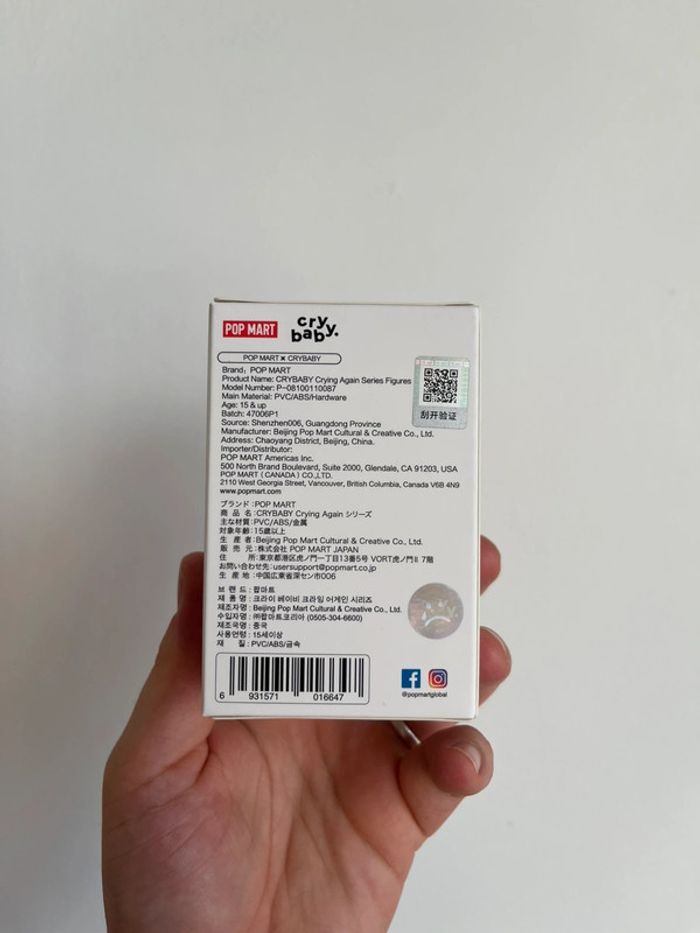 POP MART
cry
baby.
POP MART × CRYBABY
Brand: POP MART
Product Name: CRYBABY Crying Again Series Figures
Model Number: P-08100110087
Main Material: PVC/ABS/Hardware
Age: 15 & up
Batch: 47006P1
Source: Shenzhen006, Guangdong Province
Manufacturer: Beijing Pop Mart Cultural & Creative Co., Ltd.
Address: Chaoyang District, Beijing, China.
Importer/Distributor:
POP MART Americas Inc.
500 North Brand Boulevard, Suite 2000, Glendale, CA 91203, USA
POP MART (CANADA) CO.,LTD.
2110 West Georgia Street, Vancouver, British Columbia, Canada V6B 4N9
www.popmart.com
刮开验证
ブランド:POP MART
商 品 名:CRYBABY Crying Again シリーズ
主な材質:PVC/ABS/金属
対象年齢:15歳以上
生 産 者:Beijing Pop Mart Cultural & Creative Co., Ltd.
販 売 元:株式会社 POP MART JAPAN
住 所:東京都港区虎ノ門一丁目13番5号 VORT虎ノ門II 7階
お問い合わせ先:usersupport@popmart.co.jp
生 産 地:中国広東省深セン市006
브 랜 드 : 팝마트
제 품 명 : 크라이 베이비 크라잉 어게인 시리즈
제조자명 : Beijing Pop Mart Cultural & Creative Co., Ltd.
수입자명 : ㈜팝마트코리아 (0505-304-6600)
제조국명 : 중국
사용연령 : 15세이상
재 질 : PVC/ABS/금속
6 931571 016647
@popmartglobal